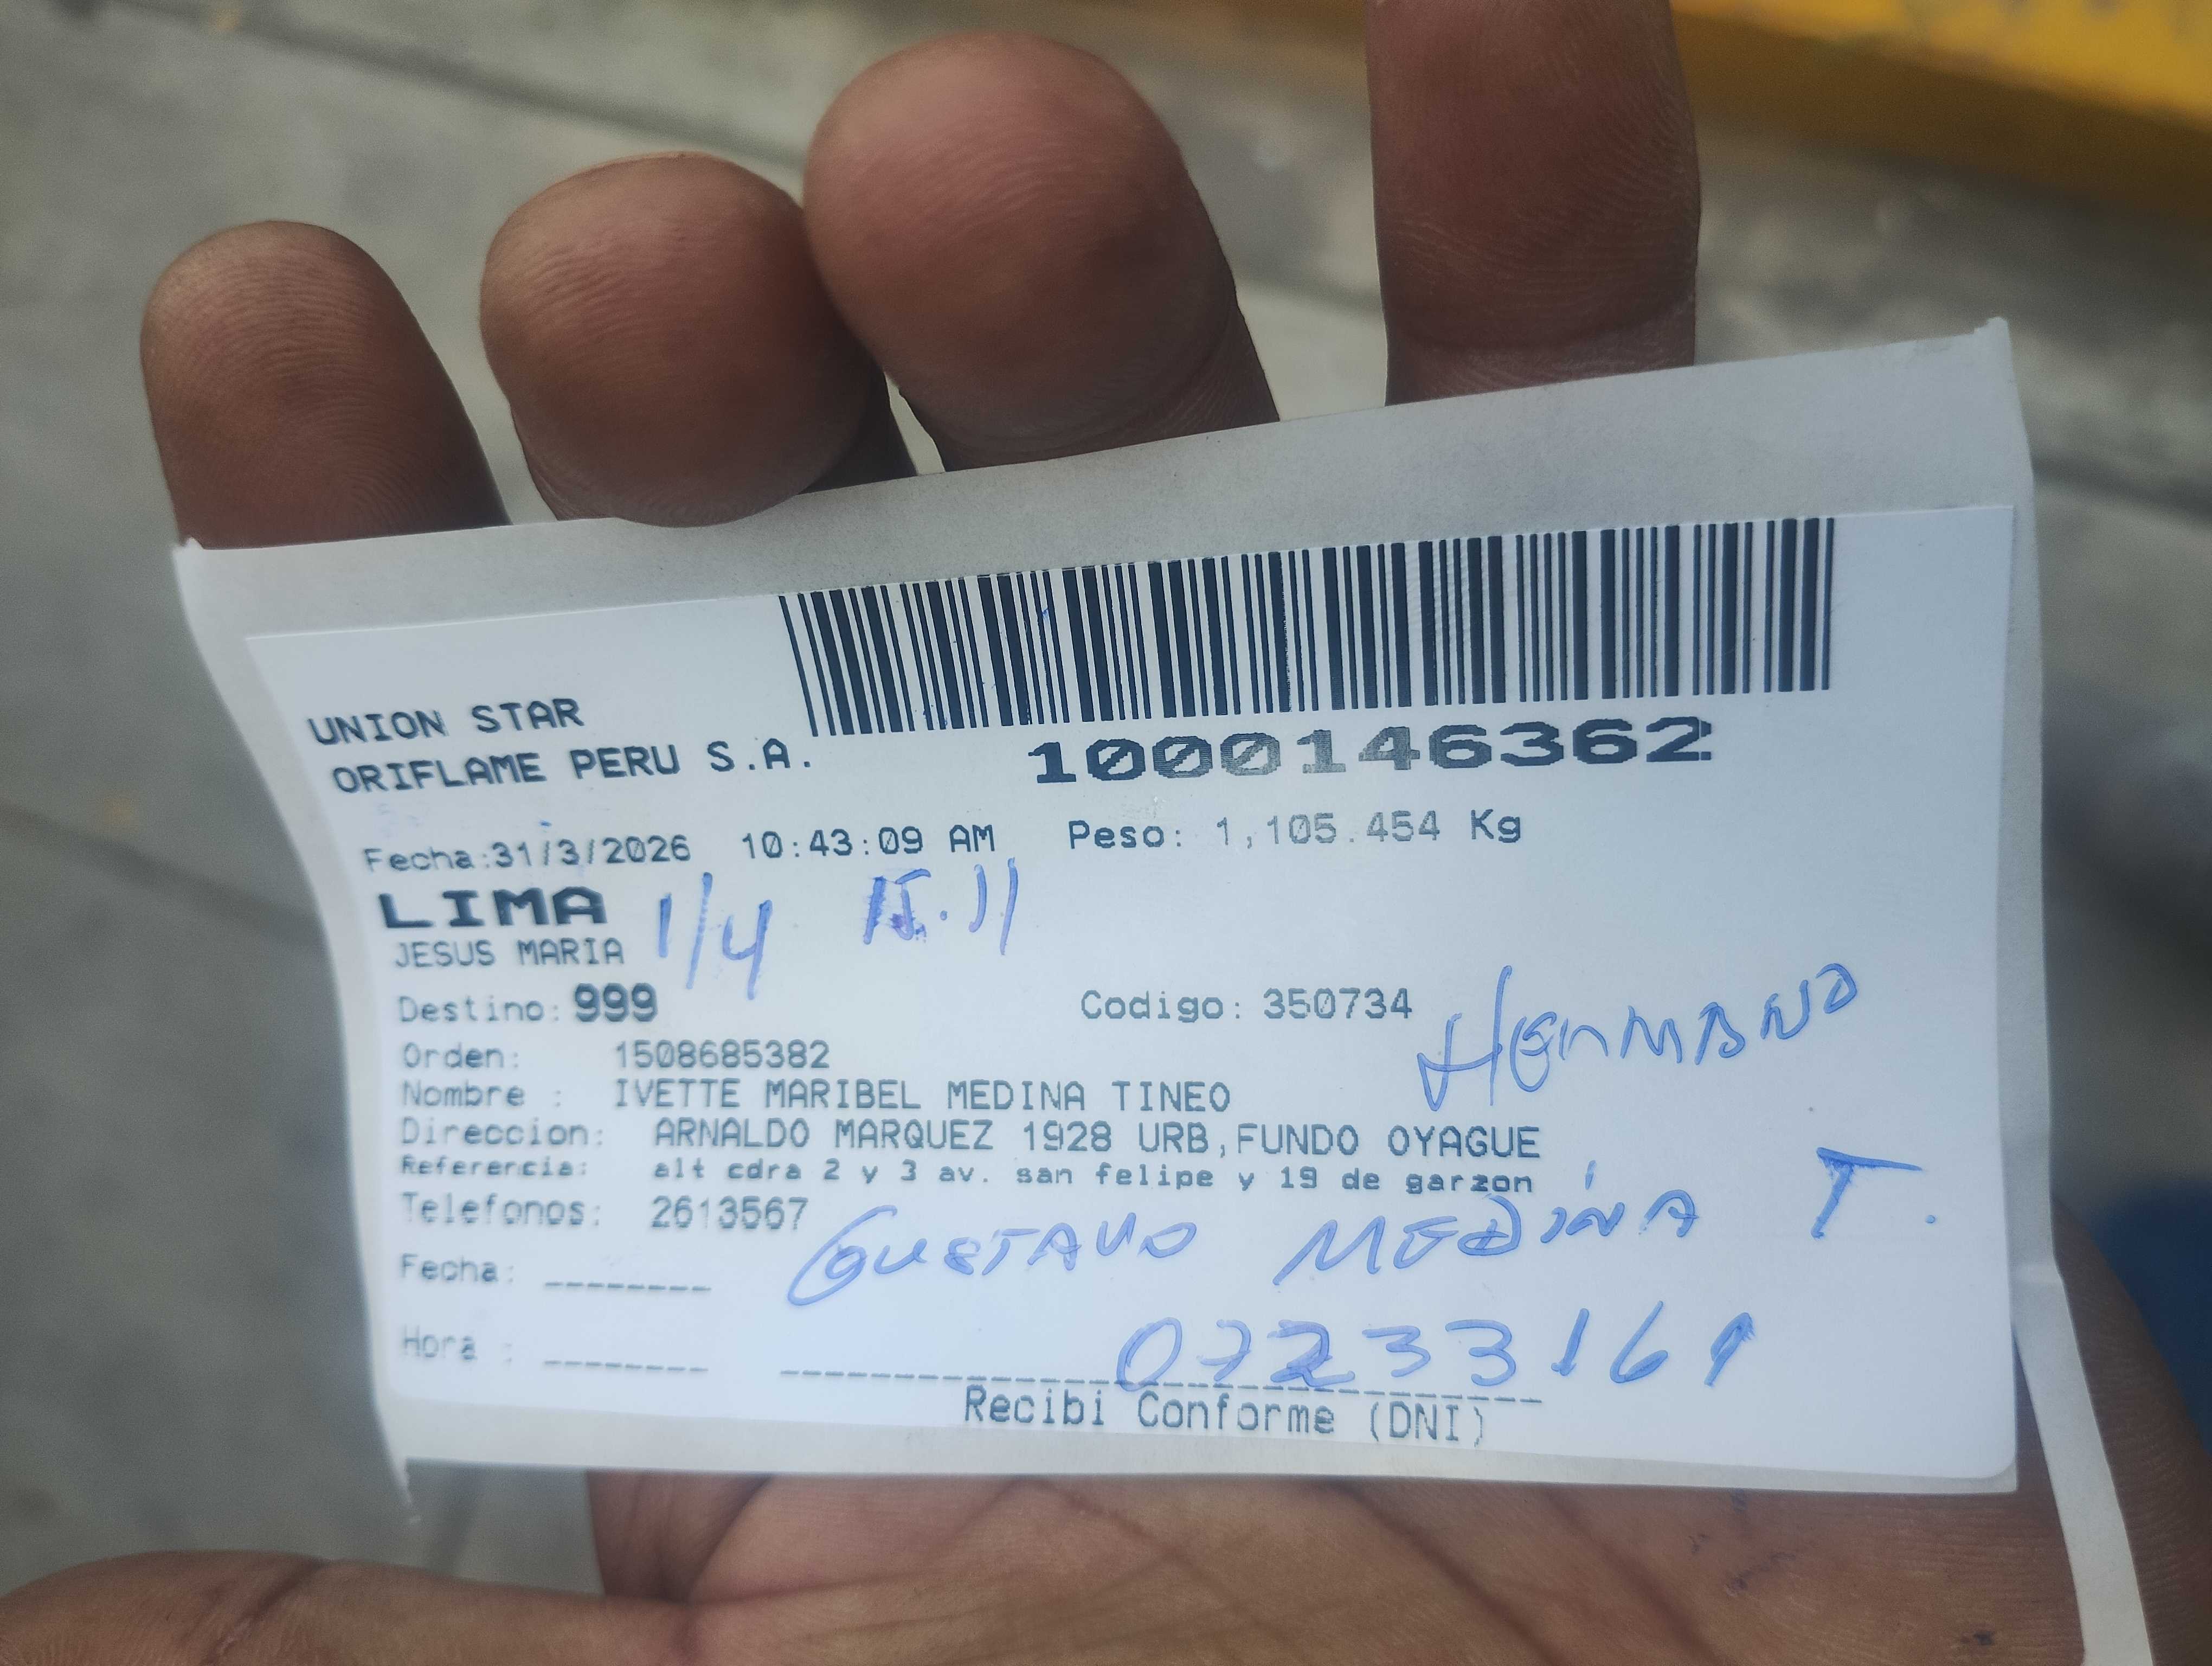 UNION STAR
ORIFLAME PERU S.A.
1000146362
Fecha:31/3/2026 10:43:09 AM Peso: 1,105.454 Kg
LIMA 1/4 15.11
JESUS MARIA
Destino: 999 Codigo: 350734
HERMANO
Orden: 1508685382
Nombre : IVETTE MARIBEL MEDINA TINEO
Direccion: ARNALDO MARQUEZ 1928 URB,FUNDO OYAGUE
Referencia: alt cdra 2 y 3 av. san felipe y 19 de garzon
Telefonos: 2613567
GUSTAVO MEDINA T.
Fecha:
Hora : 07233161
Recibi Conforme (DNI)